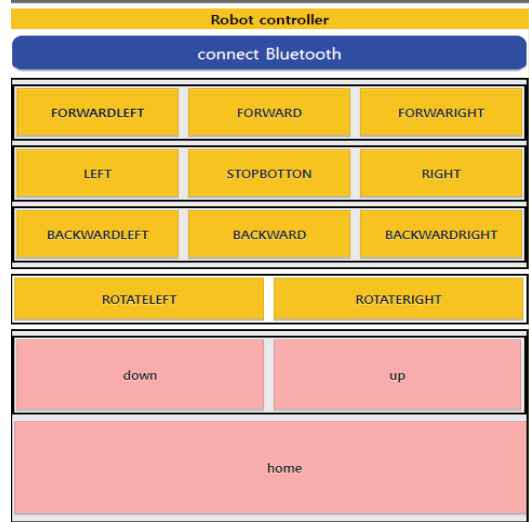 Robot controller
connect Bluetooth
FORWARDLEFT FORWARD FORWARIGHT
LEFT STOPBOTTON RIGHT
BACKWARDLEFT BACKWARD BACKWARDRIGHT
ROTATELEFT ROTATERIGHT
down up
home